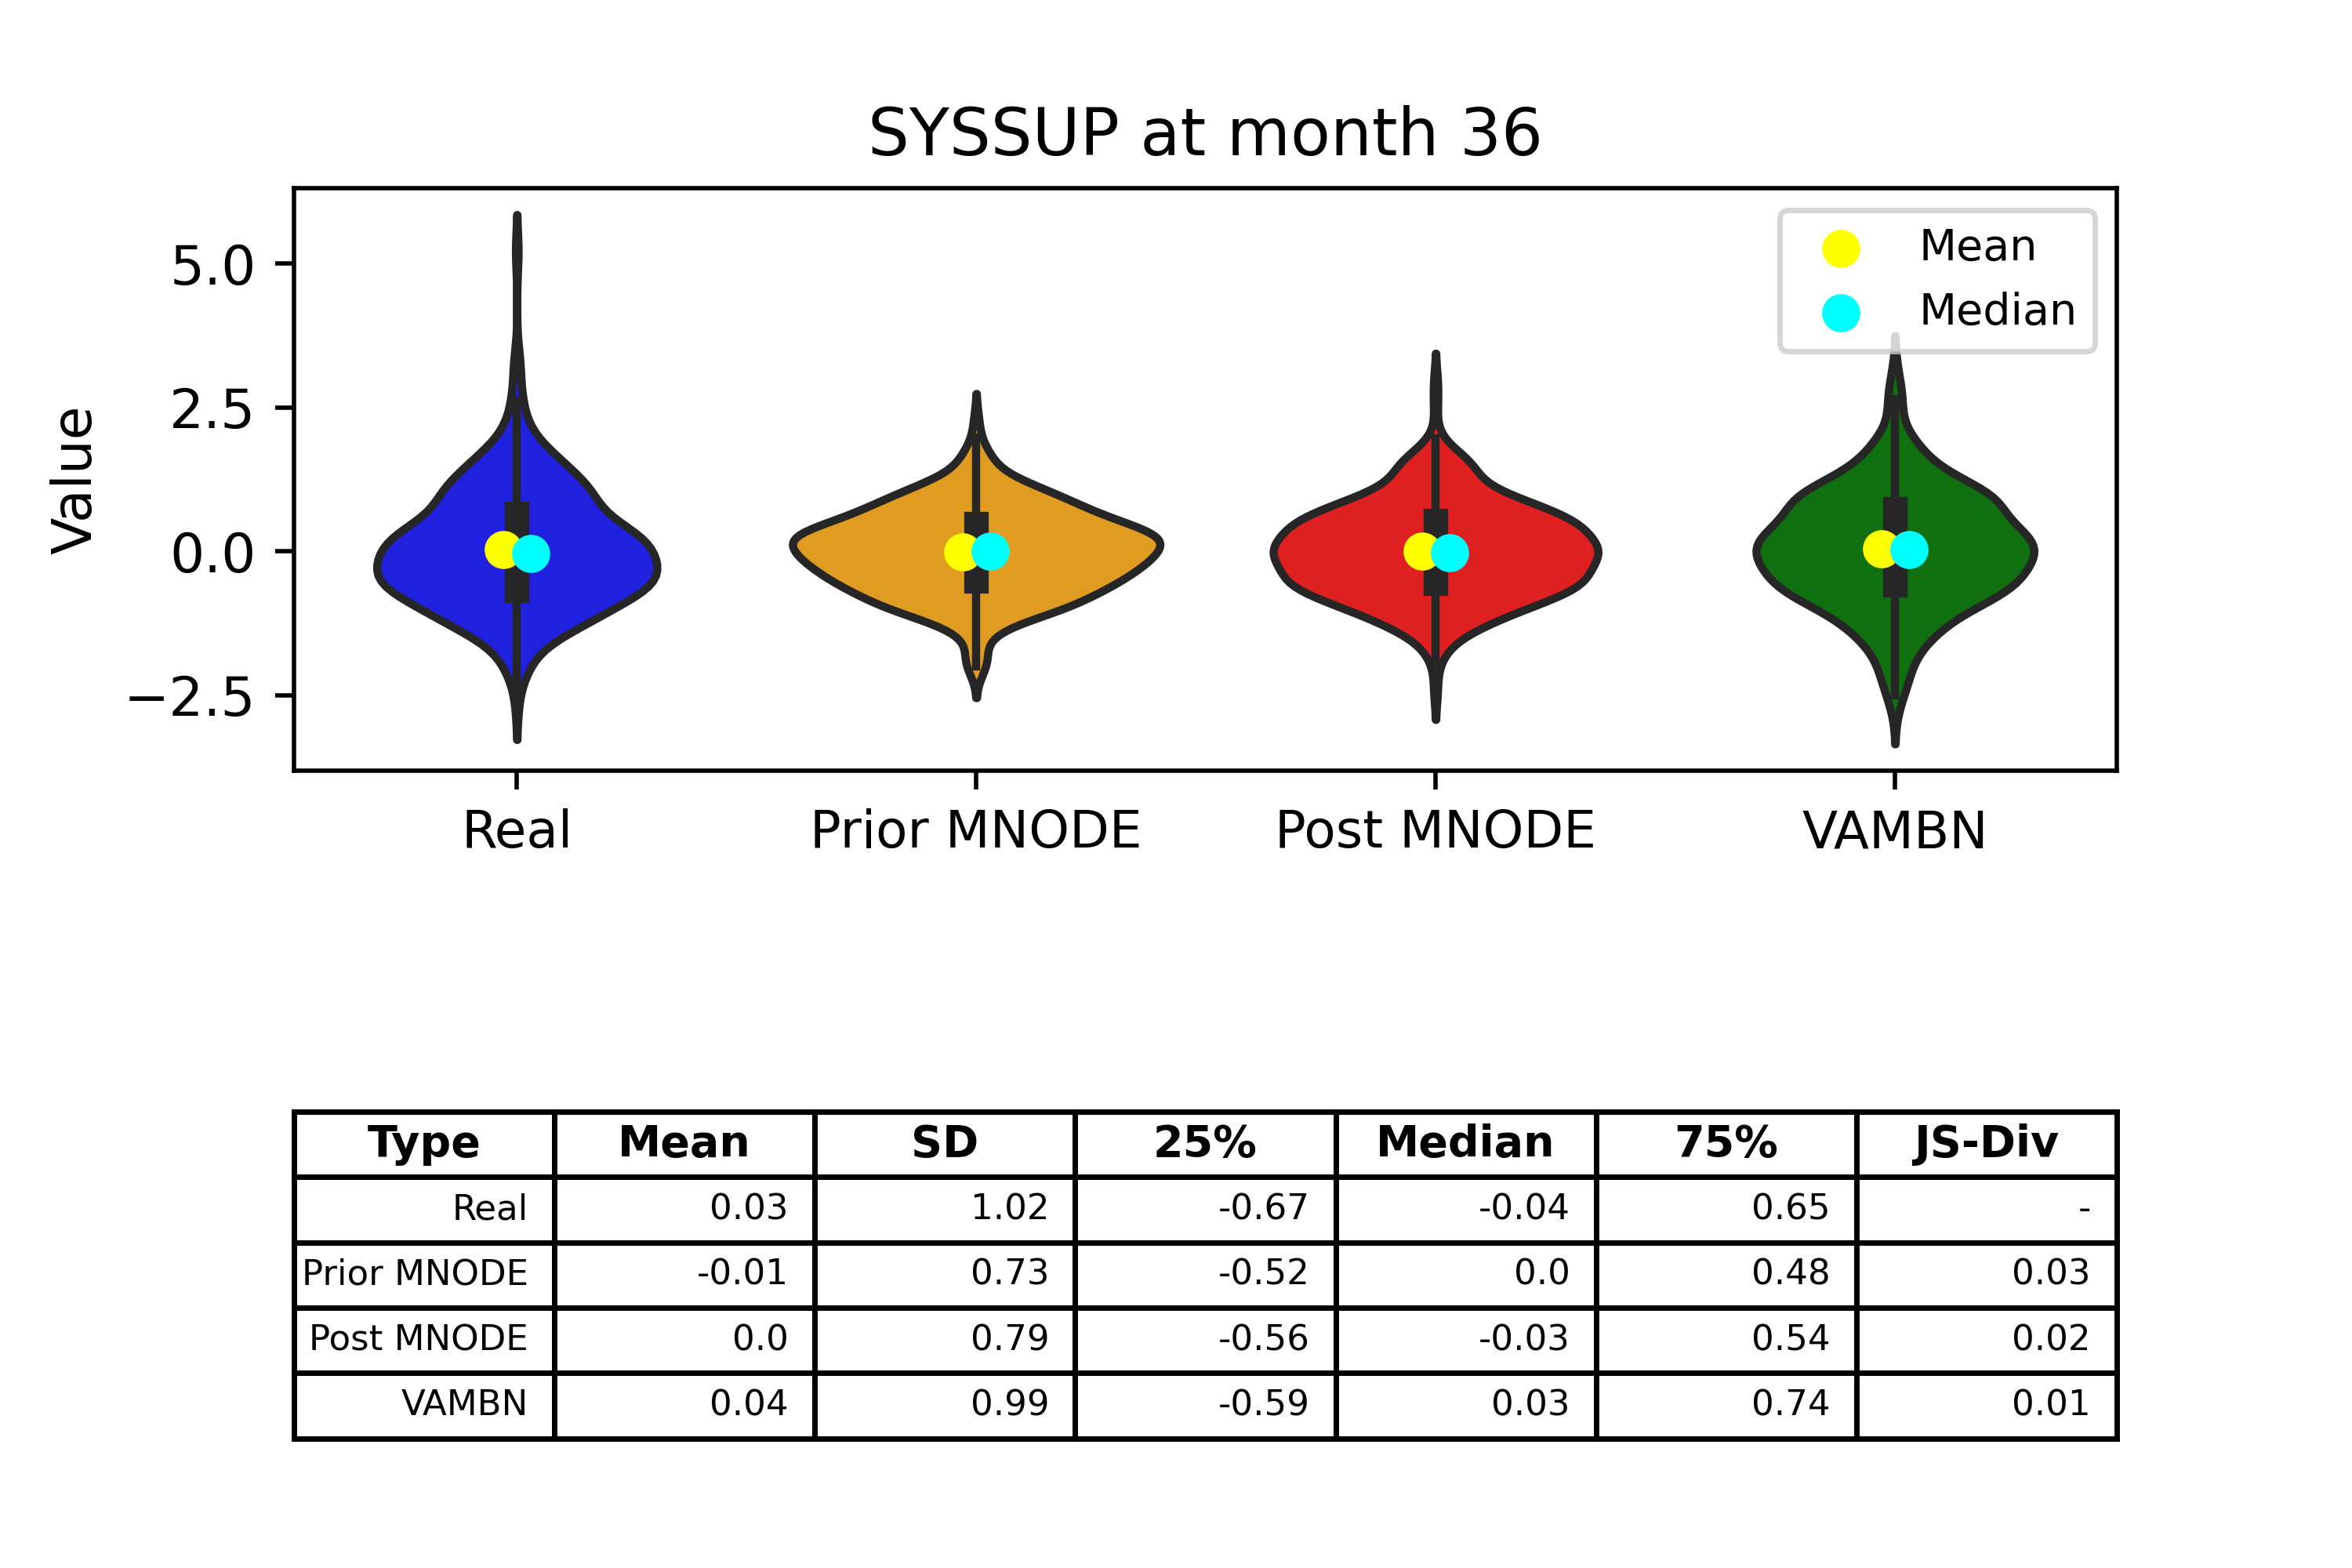 SYSSUP at month 36
Value
5.0
2.5
0.0
−2.5
Mean
Median
Real Prior MNODE Post MNODE VAMBN
Type Mean SD 25% Median 75% JS-Div
Real 0.03 1.02 -0.67 -0.04 0.65 -
Prior MNODE -0.01 0.73 -0.52 0.0 0.48 0.03
Post MNODE 0.0 0.79 -0.56 -0.03 0.54 0.02
VAMBN 0.04 0.99 -0.59 0.03 0.74 0.01